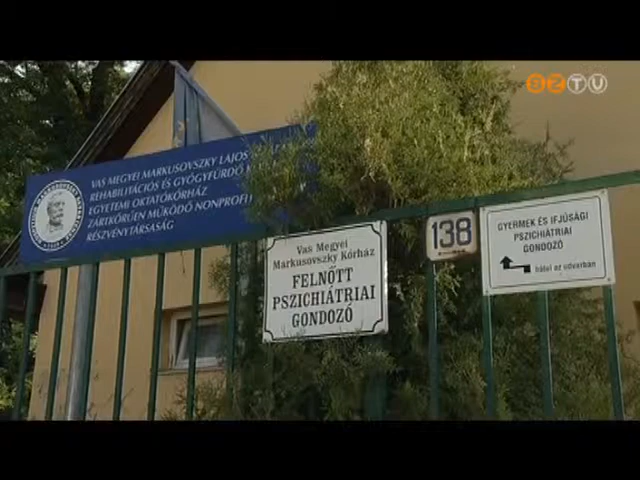 SZTV
VAS MEGYEI MARKUSOVSZKY LAJOS
REHABILITÁCIÓS ÉS GYÓGYFÜRDŐ
EGYETEMI OKTATÓKÓRHÁZ
ZÁRTKÖRŰEN MŰKÖDŐ NONPROFIT
RÉSZVÉNYTÁRSASÁG
Vas Megyei
Markusovszky Kórház
FELNŐTT
PSZICHIÁTRIAI
GONDOZÓ
138
GYERMEK ÉS IFJÚSÁGI
PSZICHIÁTRIAI
GONDOZÓ
hátul az udvarban